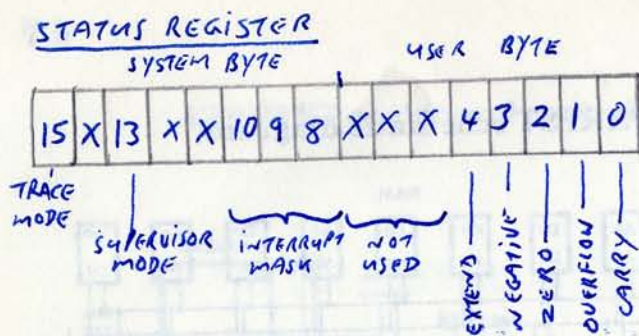 STATUS REGISTER
SYSTEM BYTE USER BYTE
15 X 13 X X 10 9 8 X X X 4 3 2 1 0
TRACE MODE
SUPERVISOR MODE
INTERRUPT MASK
NOT USED
EXTEND
NEGATIVE
ZERO
OVERFLOW
CARRY